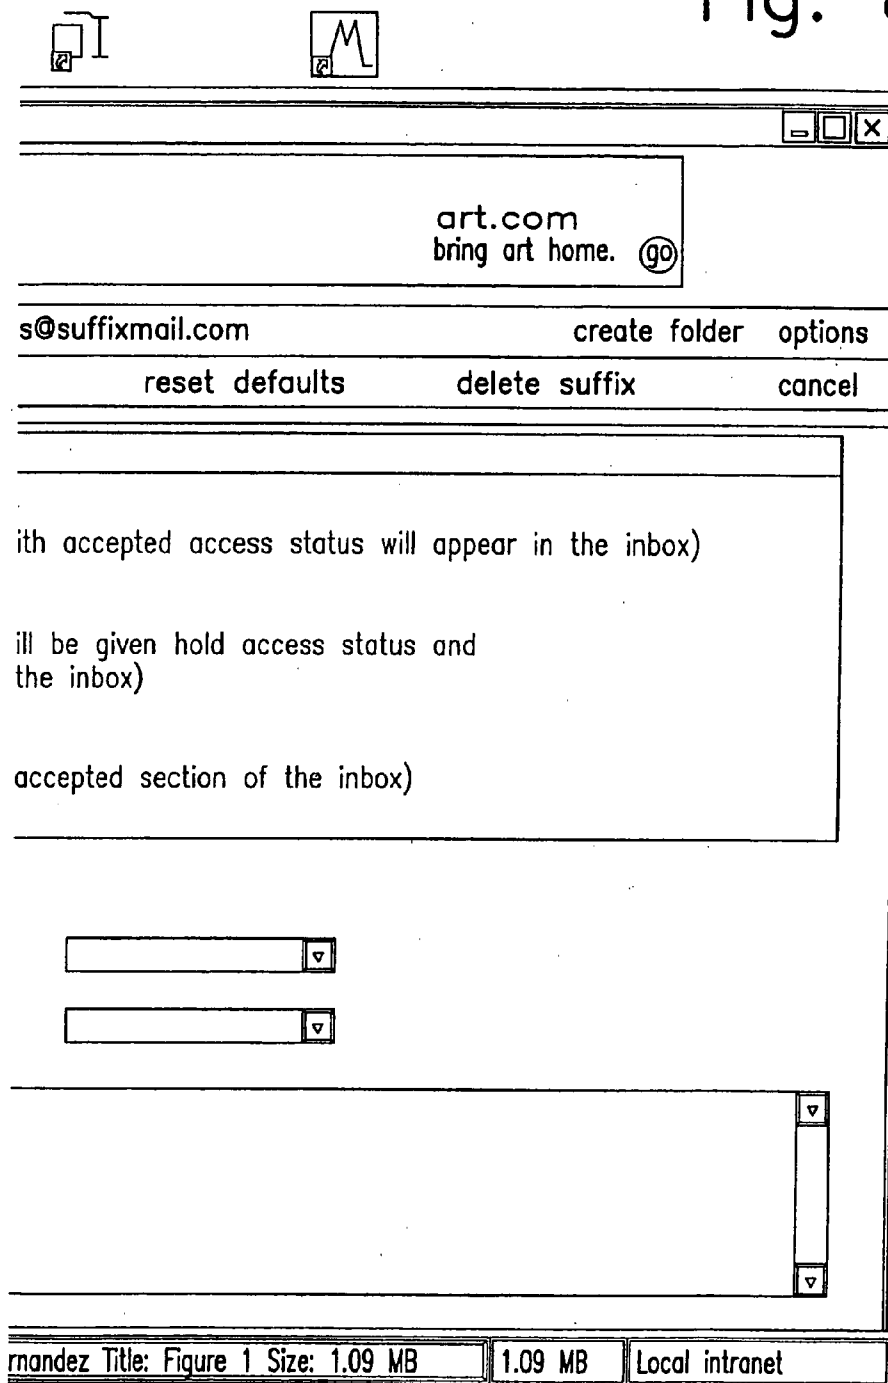 Fig.
art.com
bring art home. go
s@suffixmail.com create folder options
reset defaults delete suffix cancel
ith accepted access status will appear in the inbox)
ill be given hold access status and
the inbox)
accepted section of the inbox)
rnandez Title: Figure 1 Size: 1.09 MB 1.09 MB Local intranet